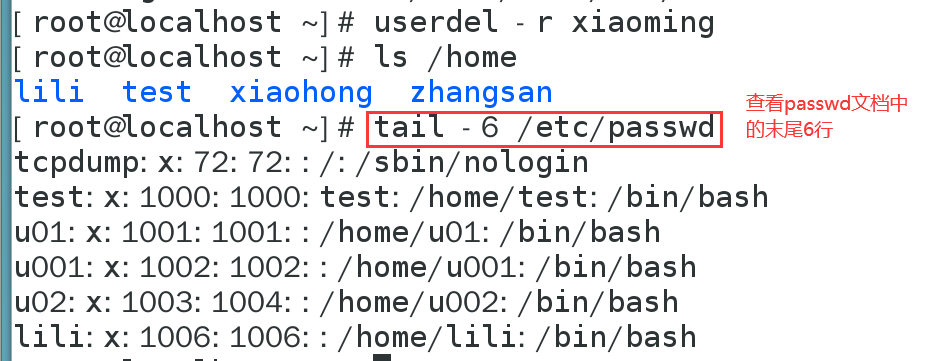 [root@localhost ~]# userdel -r xiaoming
[root@localhost ~]# ls /home
lili test xiaohong zhangsan
[root@localhost ~]# tail -6 /etc/passwd
查看passwd文档中
的末尾6行
tcpdump:x:72:72::/:/sbin/nologin
test:x:1000:1000:test:/home/test:/bin/bash
u01:x:1001:1001::/home/u01:/bin/bash
u001:x:1002:1002::/home/u001:/bin/bash
u02:x:1003:1004::/home/u002:/bin/bash
lili:x:1006:1006::/home/lili:/bin/bash